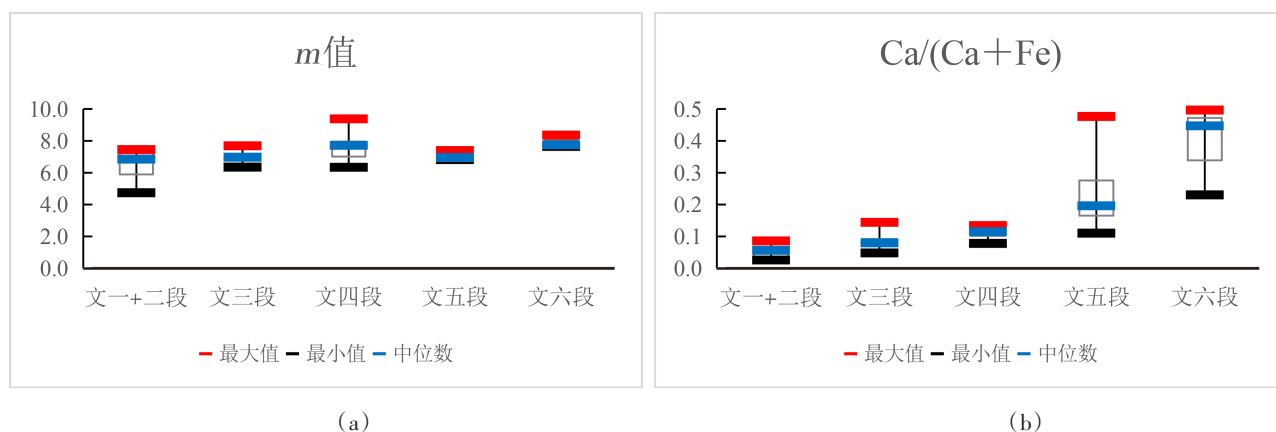 m值
10.0
8.0
6.0
4.0
2.0
0.0
文一+二段 文三段 文四段 文五段 文六段
最大值 最小值 中位数
(a)
Ca/(Ca＋Fe)
0.5
0.4
0.3
0.2
0.1
0.0
文一+二段 文三段 文四段 文五段 文六段
最大值 最小值 中位数
(b)